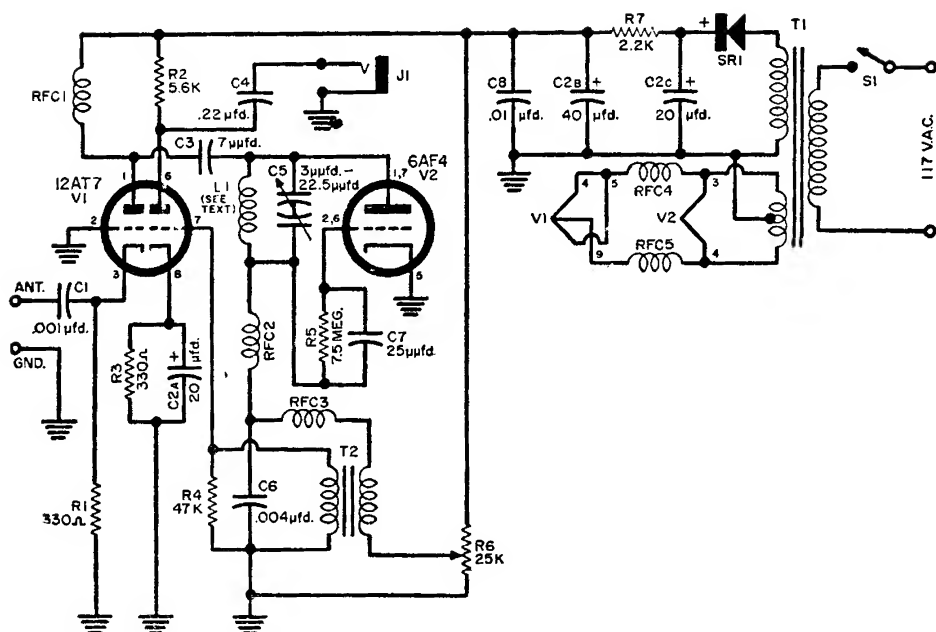 R7
2.2K
+
SR1
T1
S1
117 V.A.C.
C8
.01 μfd.
C2B
+
40 μfd.
C2C
+
20 μfd.
RFC1
R2
5.6K
C4
.22 μfd.
J1
C3
7 μμfd.
12AT7
V1
1
6
2
7
3
8
L1
(SEE
TEXT)
C5
3μμfd.–
22.5μμfd
6AF4
V2
1,7
2,6
5
4
5
RFC4
3
V1
V2
9
RFC5
4
ANT.
C1
.001μfd.
GND.
R3
330Ω
C2A
+
20 μfd.
RFC2
R5
7.5 MEG.
C7
25μμfd.
RFC3
T2
R1
330Ω
R4
47K
C6
.004μfd.
R6
25K